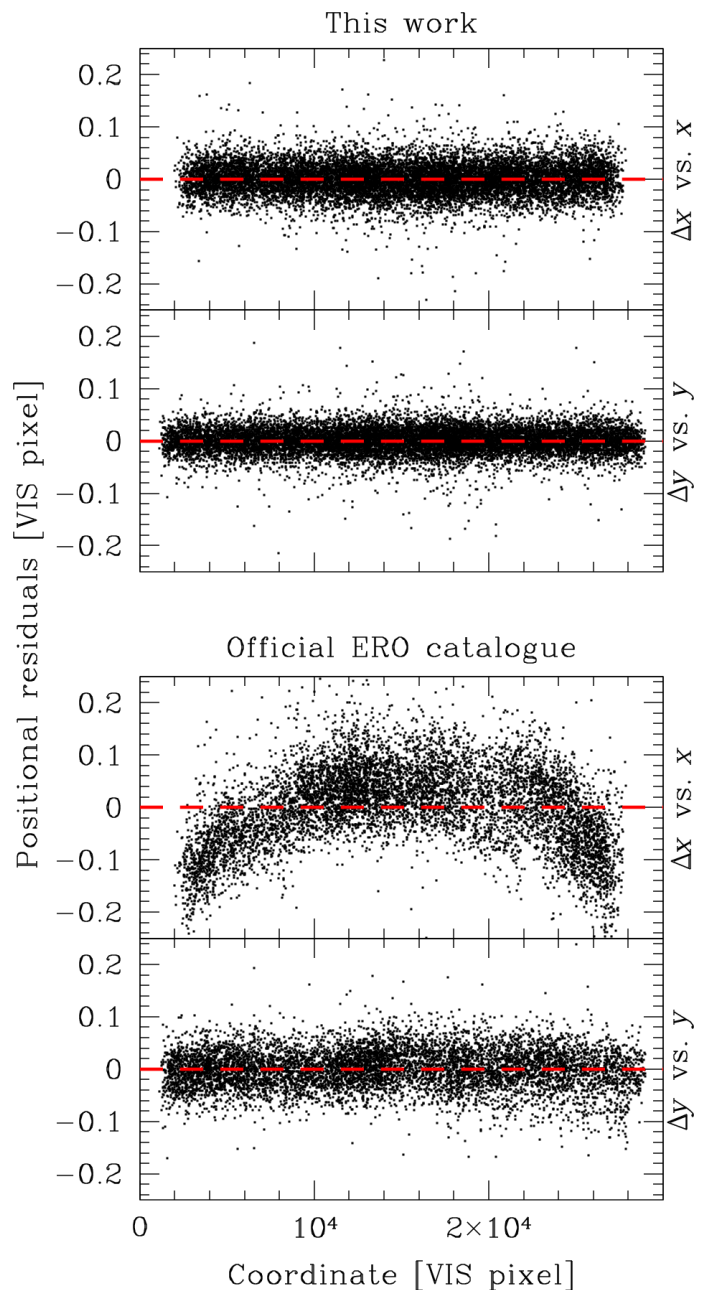 This work
0.2
0.1
0
−0.1
−0.2
Δx vs. x
0.2
0.1
0
−0.1
−0.2
Δy vs. y
Positional residuals [VIS pixel]
Official ERO catalogue
0.2
0.1
0
−0.1
−0.2
Δx vs. x
0.2
0.1
0
−0.1
−0.2
Δy vs. y
0 10⁴ 2×10⁴
Coordinate [VIS pixel]